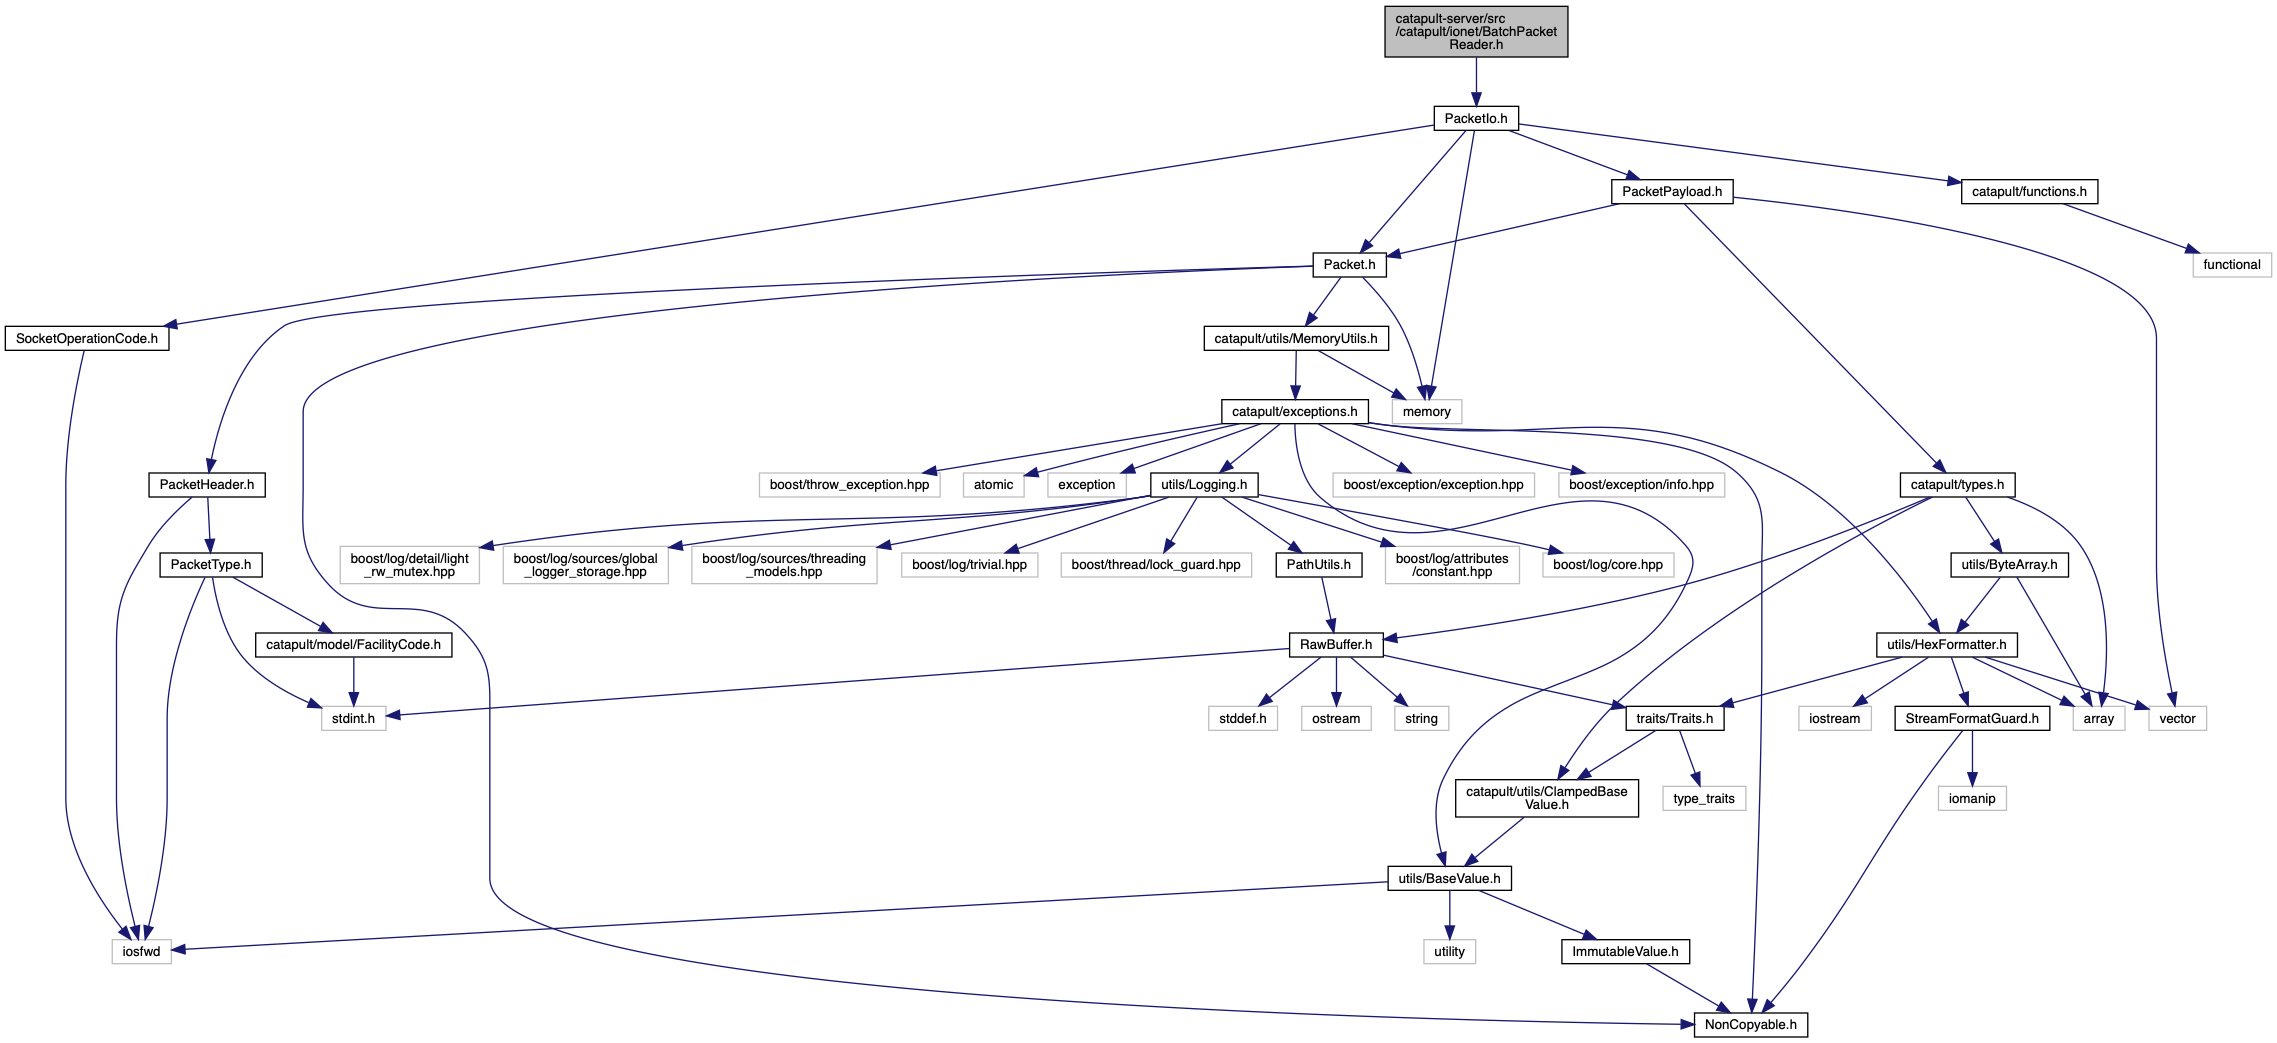 catapult-server/src
/catapult/ionet/BatchPacket
Reader.h
PacketIo.h
PacketPayload.h
catapult/functions.h
Packet.h
functional
SocketOperationCode.h
catapult/utils/MemoryUtils.h
catapult/exceptions.h
memory
PacketHeader.h
boost/throw_exception.hpp
atomic
exception
utils/Logging.h
boost/exception/exception.hpp
boost/exception/info.hpp
catapult/types.h
PacketType.h
boost/log/detail/light
_rw_mutex.hpp
boost/log/sources/global
_logger_storage.hpp
boost/log/sources/threading
_models.hpp
boost/log/trivial.hpp
boost/thread/lock_guard.hpp
PathUtils.h
boost/log/attributes
/constant.hpp
boost/log/core.hpp
utils/ByteArray.h
catapult/model/FacilityCode.h
RawBuffer.h
utils/HexFormatter.h
stdint.h
stddef.h
ostream
string
traits/Traits.h
iostream
StreamFormatGuard.h
array
vector
catapult/utils/ClampedBase
Value.h
type_traits
iomanip
utils/BaseValue.h
iosfwd
utility
ImmutableValue.h
NonCopyable.h